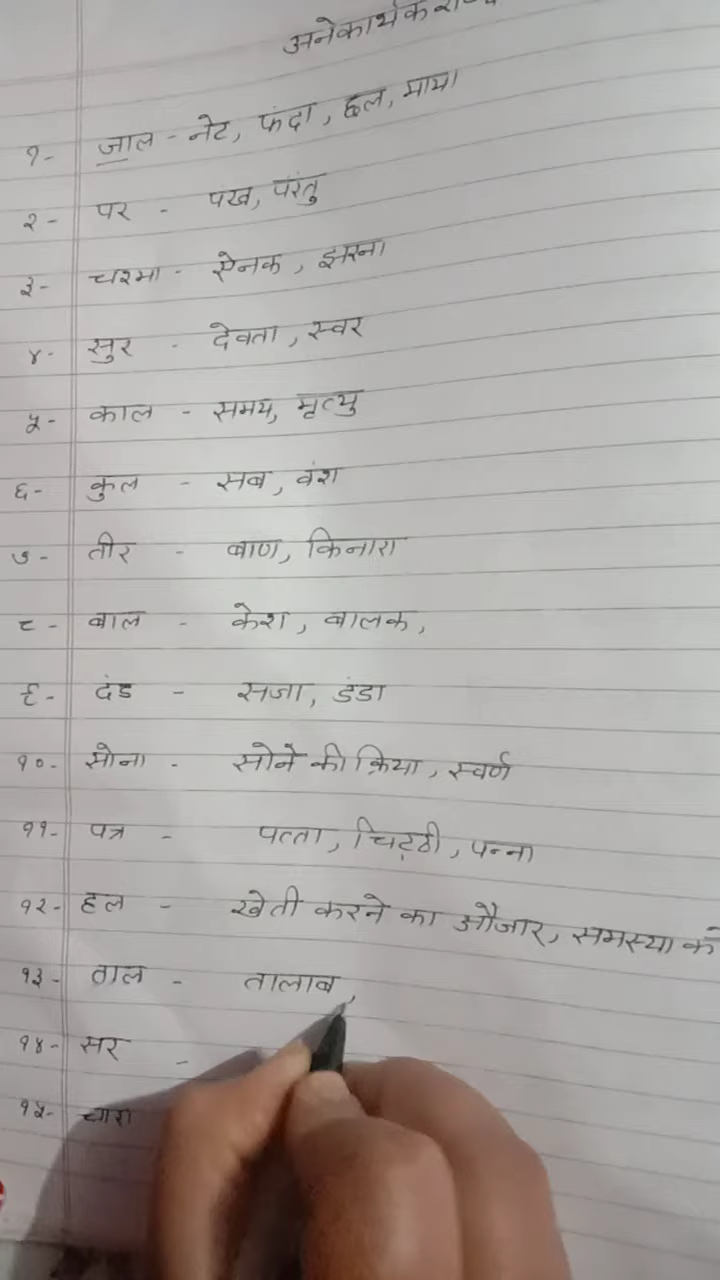 अनेकार्थक
१- जाल - नेट, फंदा, छल, माया
२- पर - पंख, परंतु
३- चश्मा - ऐनक, झरना
४- सुर - देवता, स्वर
५- काल - समय, मृत्यु
६- कुल - सब, वंश
७- तीर - बाण, किनारा
८- बाल - केश, बालक,
९- दंड - सजा, डंडा
१०- सोना - सोने की क्रिया, स्वर्ण
११- पत्र - पत्ता, चिट्ठी, पन्ना
१२- हल - खेती करने का औजार, समस्या
१३- ताल - तालाब,
१४- सर -
१५- चारा